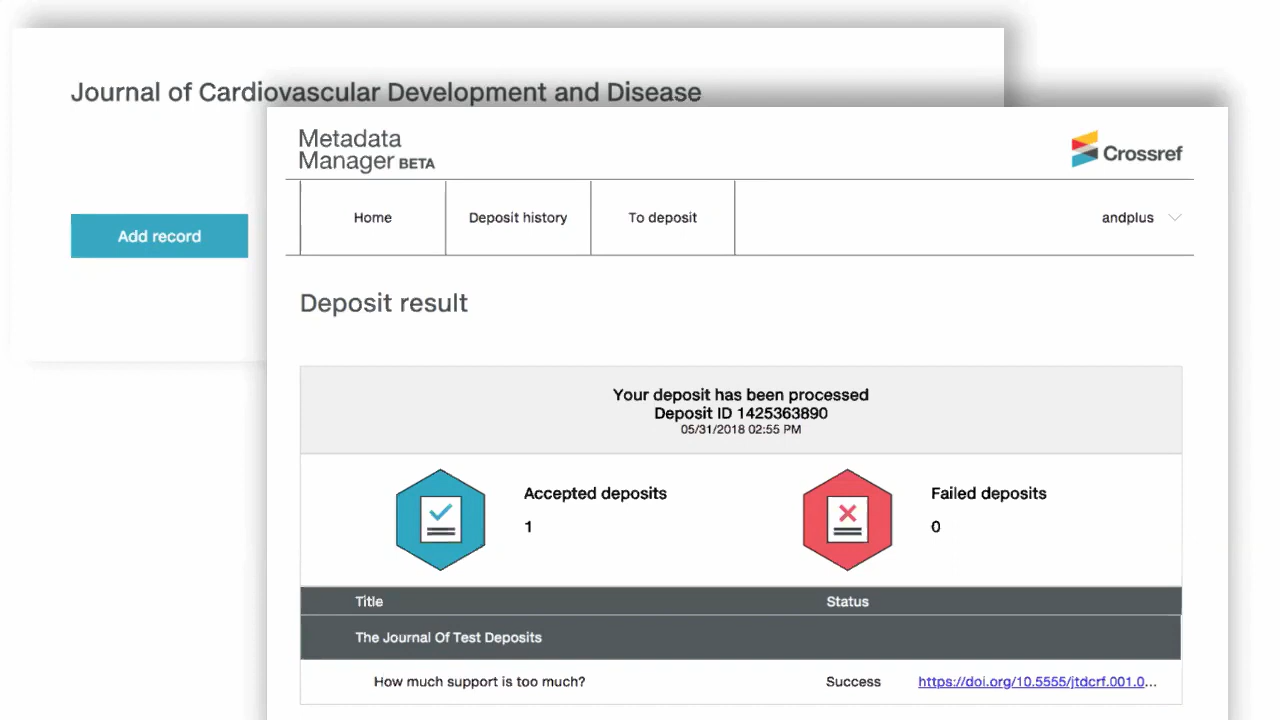 Journal of Cardiovascular Development and Disease
Add record
Metadata
Manager BETA
Crossref
Home
Deposit history
To deposit
andplus
Deposit result
Your deposit has been processed
Deposit ID 1425363890
05/31/2018 02:55 PM
Accepted deposits
1
Failed deposits
0
Title Status
The Journal Of Test Deposits
How much support is too much? Success https://doi.org/10.5555/jtdcrf.001.0...